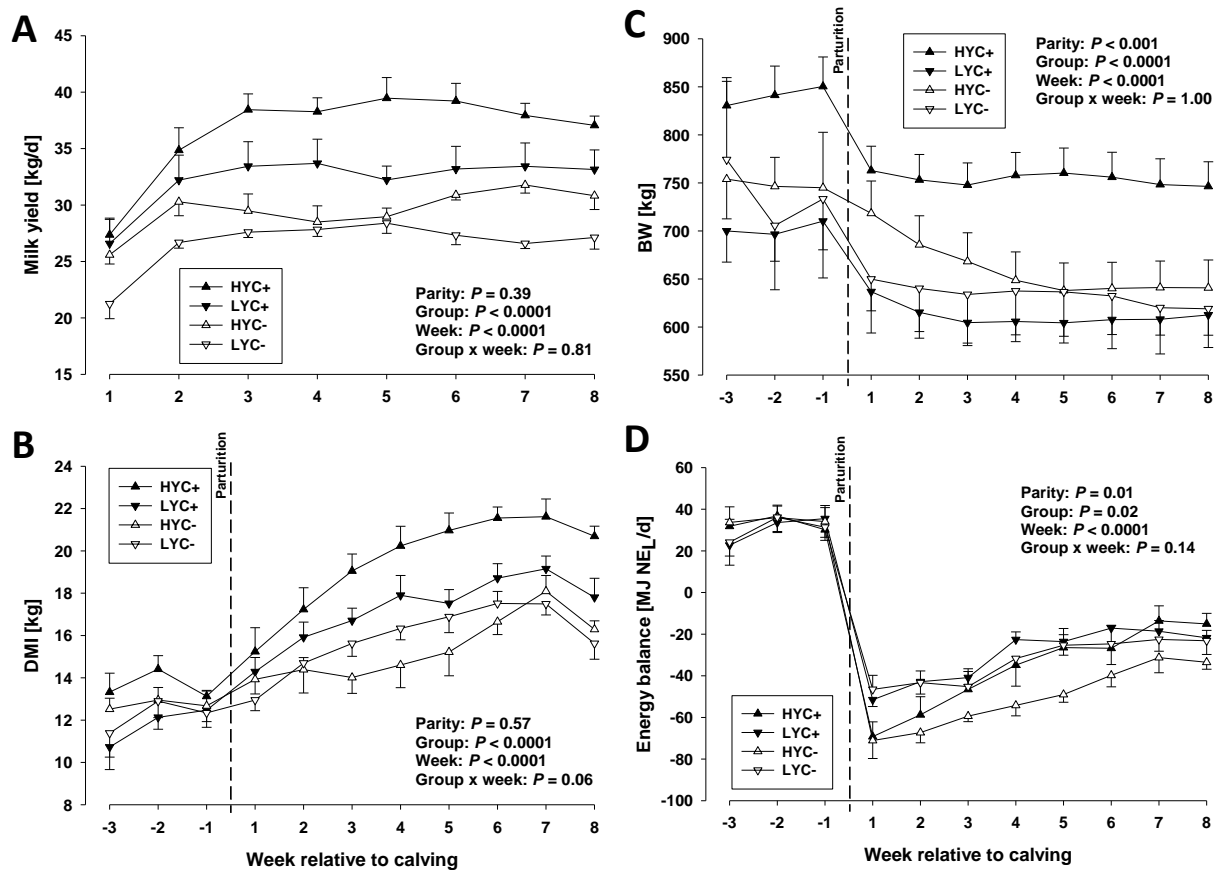 A
Milk yield [kg/d]
45
40
35
30
25
20
15
HYC+
LYC+
HYC-
LYC-
Parity: P = 0.39
Group: P < 0.0001
Week: P < 0.0001
Group x week: P = 0.81
1 2 3 4 5 6 7 8
B
DMI [kg]
24
22
20
18
16
14
12
10
8
HYC+
LYC+
HYC-
LYC-
Parturition
Parity: P = 0.57
Group: P < 0.0001
Week: P < 0.0001
Group x week: P = 0.06
-3 -2 -1 1 2 3 4 5 6 7 8
Week relative to calving
C
BW [kg]
900
850
800
750
700
650
600
550
Parturition
HYC+
LYC+
HYC-
LYC-
Parity: P < 0.001
Group: P < 0.0001
Week: P < 0.0001
Group x week: P = 1.00
-3 -2 -1 1 2 3 4 5 6 7 8
D
Energy balance [MJ NEL/d]
60
40
20
0
-20
-40
-60
-80
-100
Parturition
Parity: P = 0.01
Group: P = 0.02
Week: P < 0.0001
Group x week: P = 0.14
HYC+
LYC+
HYC-
LYC-
-3 -2 -1 1 2 3 4 5 6 7 8
Week relative to calving